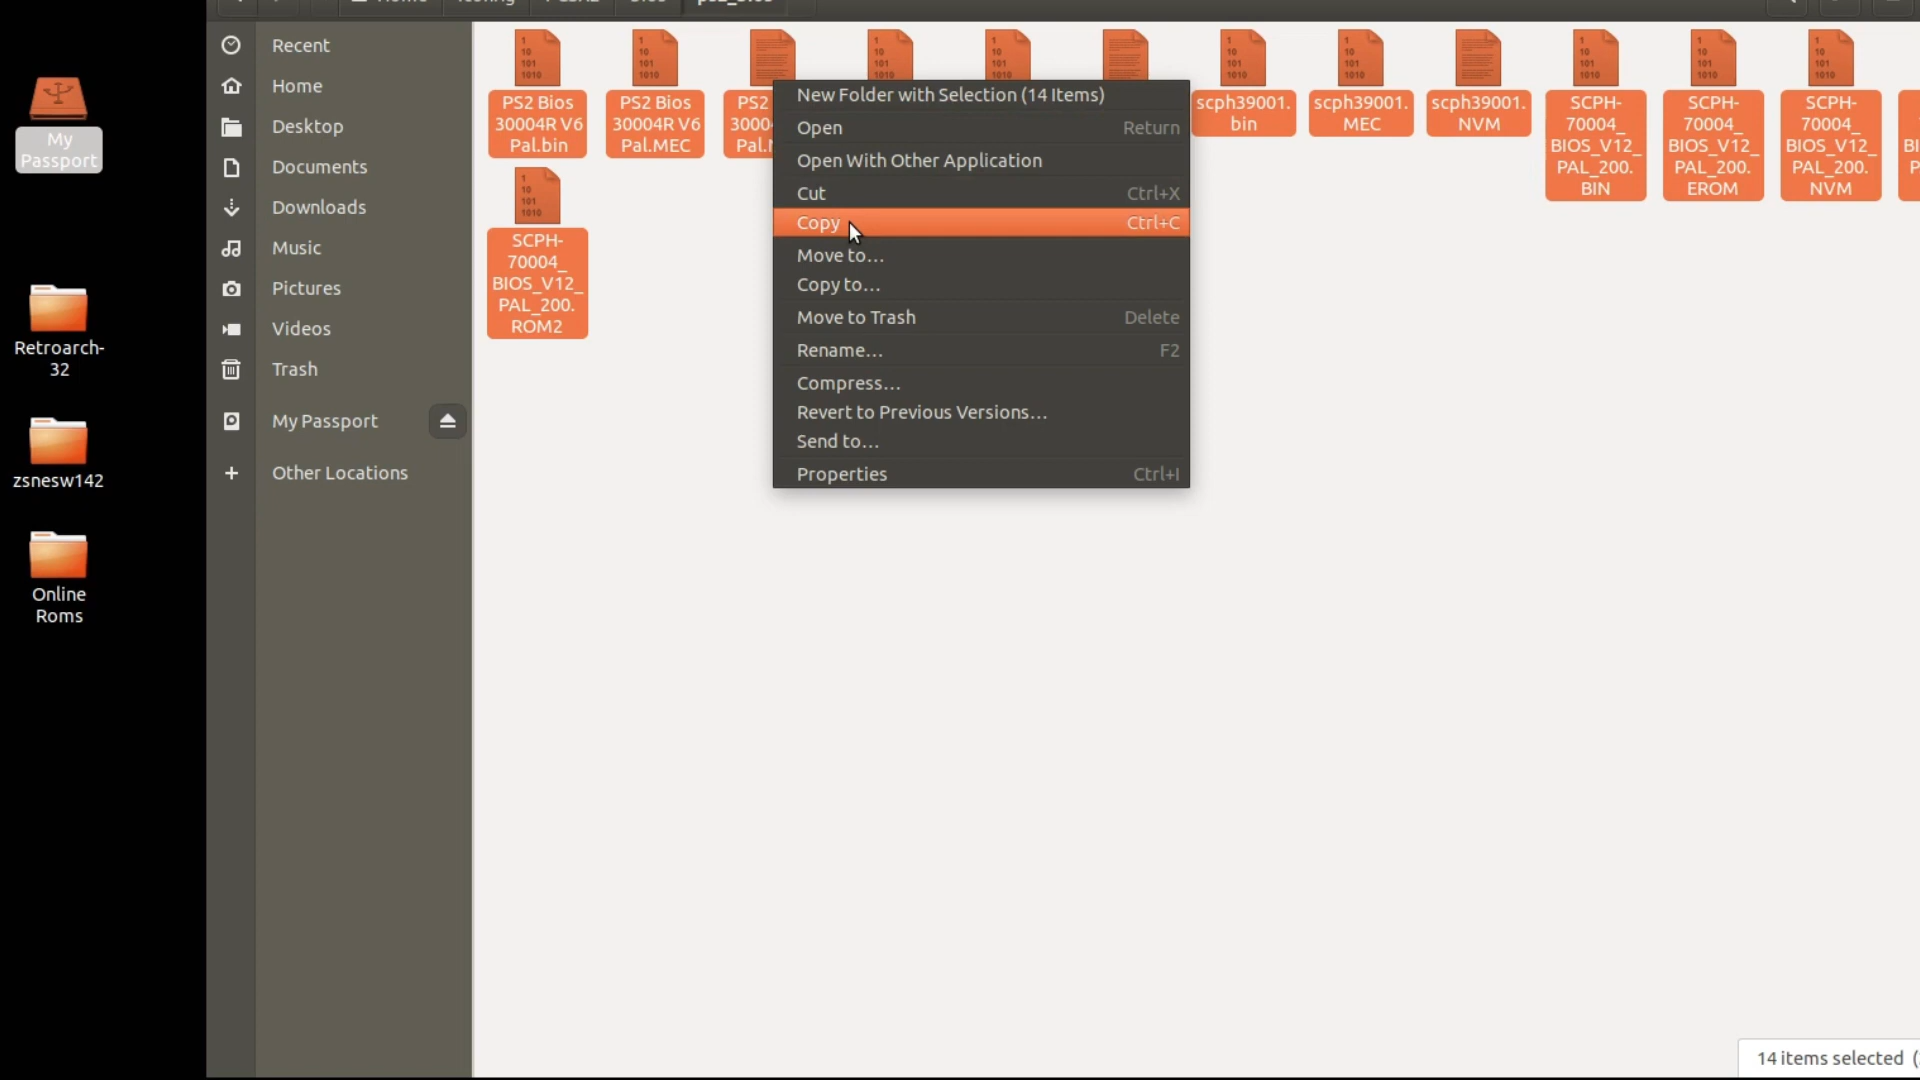 My
Passport
Retroarch-
32
zsnesw142
Online
Roms
Recent
Home
Desktop
Documents
Downloads
Music
Pictures
Videos
Trash
My Passport
Other Locations
PS2 Bios
30004R V6
Pal.bin
PS2 Bios
30004R V6
Pal.MEC
PS2
scph39001.
bin
scph39001.
MEC
scph39001.
NVM
SCPH-
70004_
BIOS_V12_
PAL_200.
BIN
SCPH-
70004_
BIOS_V12_
PAL_200.
EROM
SCPH-
70004_
BIOS_V12_
PAL_200.
NVM
SCPH-
70004_
BIOS_V12_
PAL_200.
ROM2
New Folder with Selection (14 Items)
Open Return
Open With Other Application
Cut Ctrl+X
Copy Ctrl+C
Move to...
Copy to...
Move to Trash Delete
Rename... F2
Compress...
Revert to Previous Versions...
Send to...
Properties Ctrl+I
14 items selected